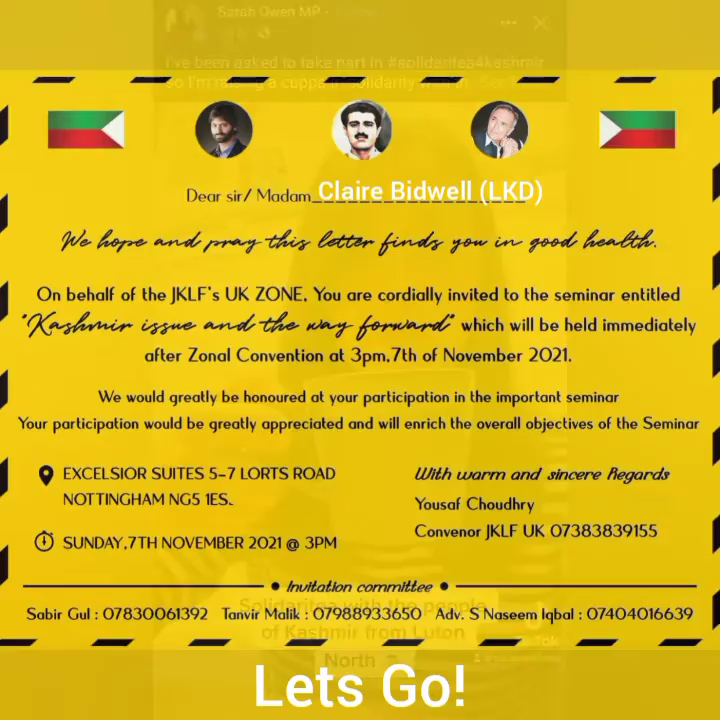 Sarah Owen MP
I've been asked to take part in #solidaritea4kashmir
so I'm raising a cuppa in solidarity with
Dear sir/ Madam Claire Bidwell (LKD)
We hope and pray this letter finds you in good health.
On behalf of the JKLF's UK ZONE, You are cordially invited to the seminar entitled
"Kashmir issue and the way forward" which will be held immediately
after Zonal Convention at 3pm,7th of November 2021.
We would greatly be honoured at your participation in the important seminar
Your participation would be greatly appreciated and will enrich the overall objectives of the Seminar
EXCELSIOR SUITES 5-7 LORTS ROAD
NOTTINGHAM NG5 1ES.
SUNDAY,7TH NOVEMBER 2021 @ 3PM
With warm and sincere Regards
Yousaf Choudhry
Convenor JKLF UK 07383839155
Invitation committee
Sabir Gul : 07830061392 Tanvir Malik : 07988933650 Adv. S Naseem Iqbal : 07404016639
Solidaritea with the people
of Kashmir from Luton
North
Lets Go!